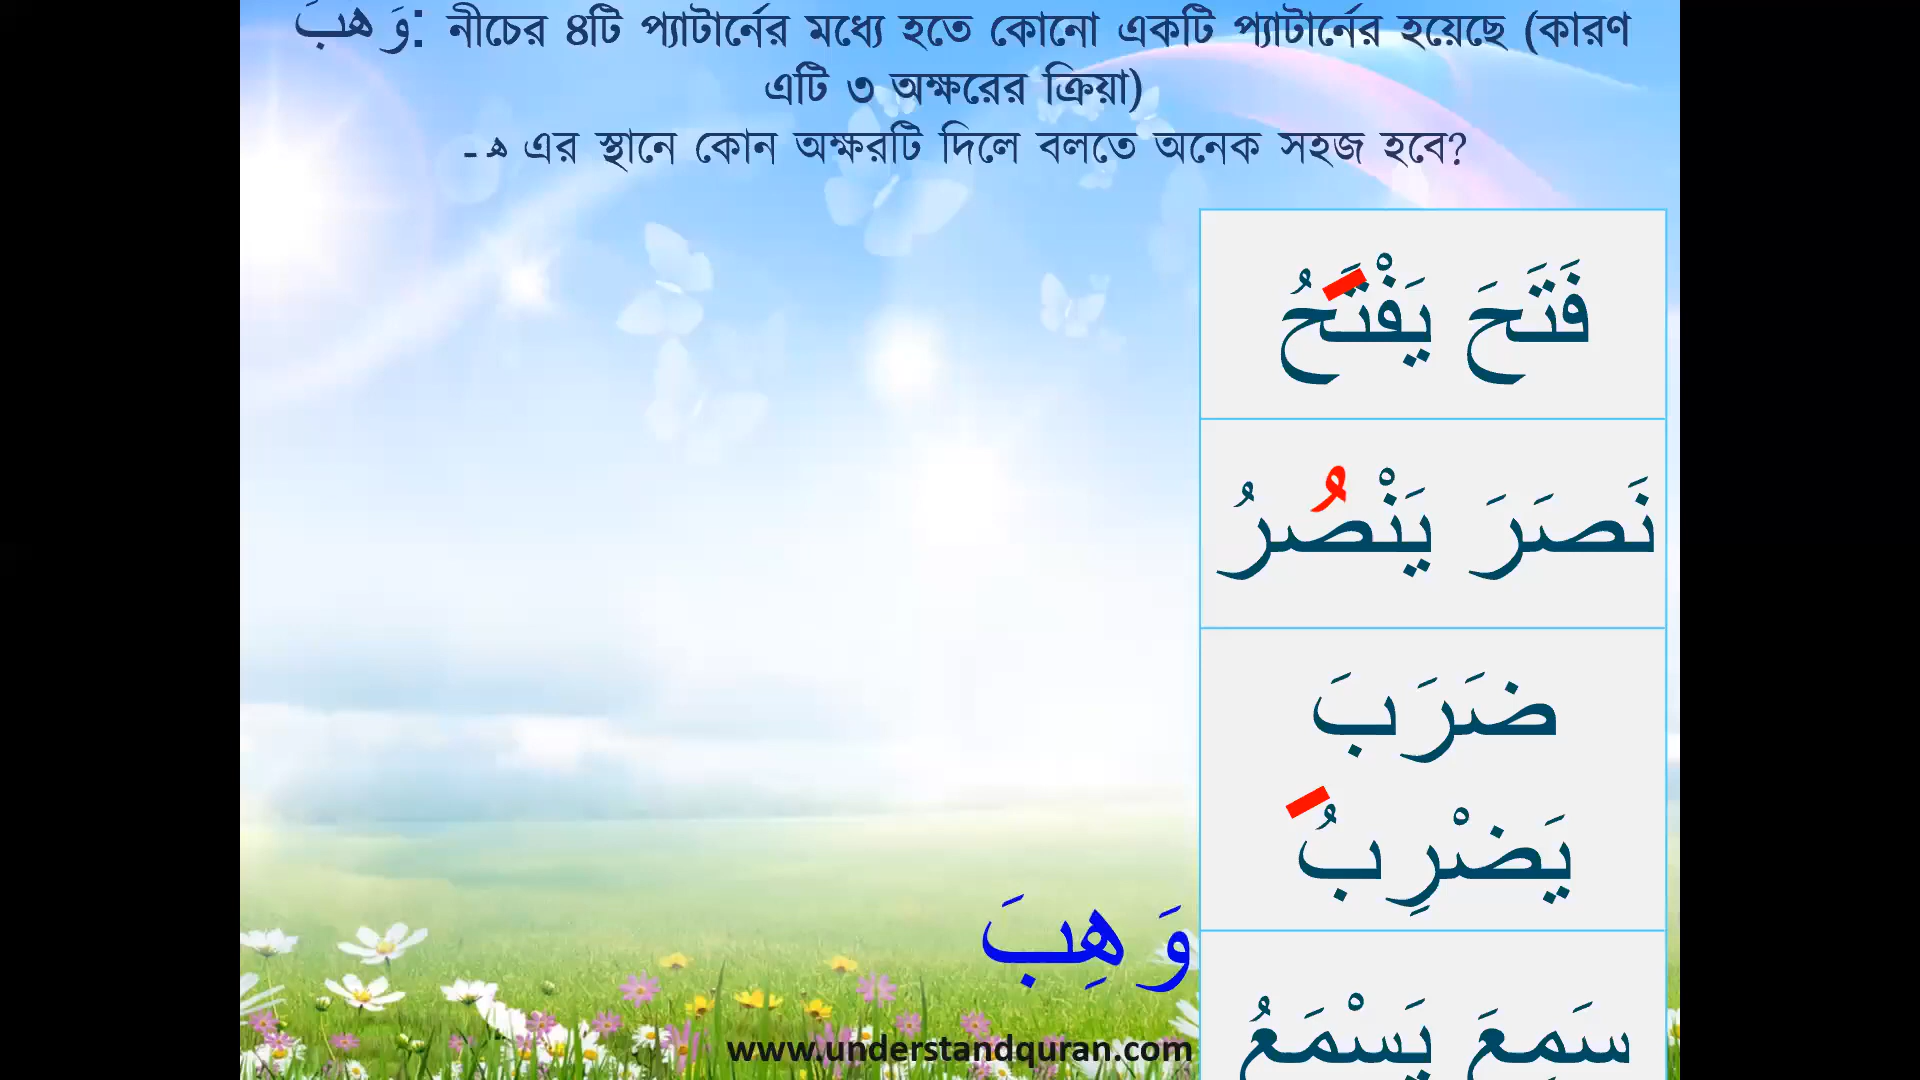 وَ هبَ: নীচের ৪টি প্যাটার্নের মধ্যে হতে কোনো একটি প্যাটার্নের হয়েছে (কারণ
এটি ৩ অক্ষরের ক্রিয়া)
- ه এর স্থানে কোন অক্ষরটি দিলে বলতে অনেক সহজ হবে?
فَتَحَ يَفْتَحُ
نَصَرَ يَنْصُرُ
ضَرَبَ
يَضْرِبُ
وَ هِبَ
سَمِعَ يَسْمَعُ
www.understandquran.com